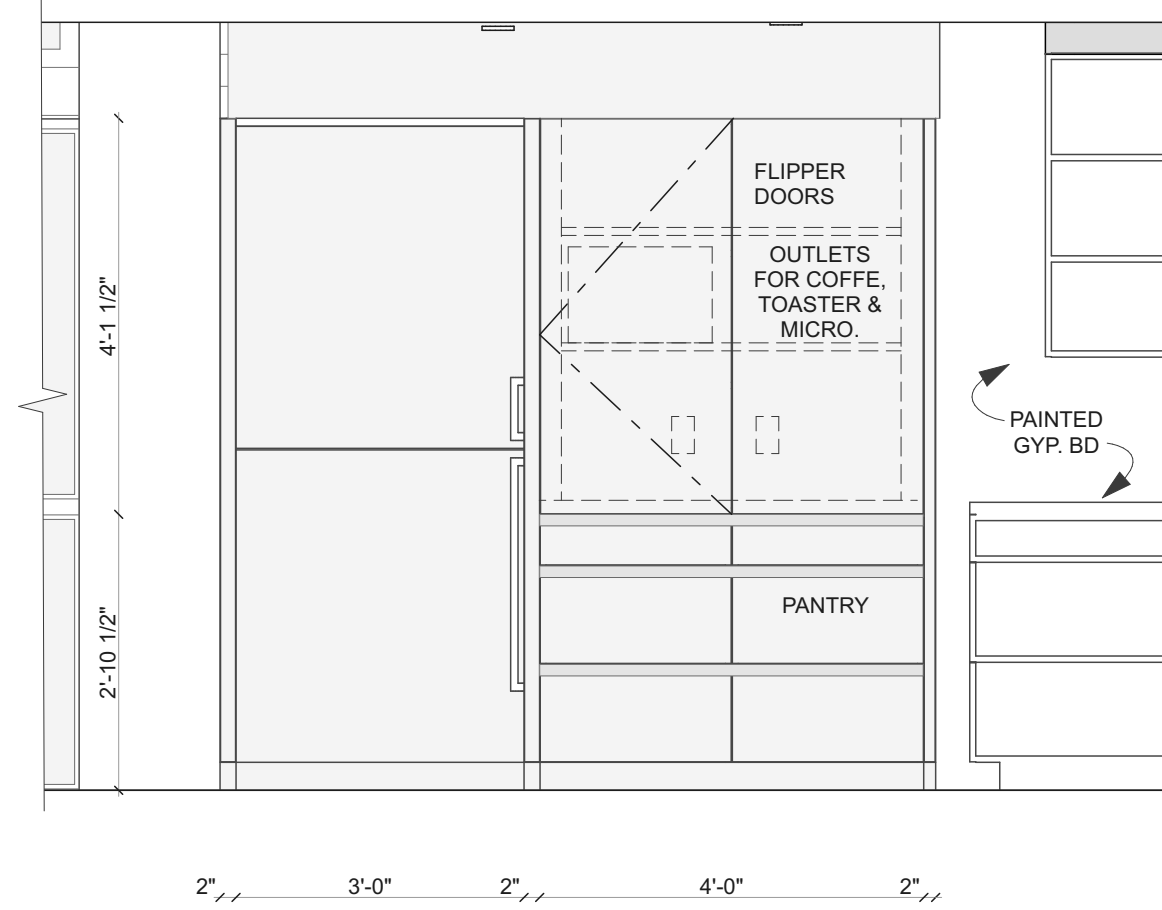 FLIPPER
DOORS
OUTLETS
FOR COFFE,
TOASTER &
MICRO.
4'-1 1/2"
PAINTED
GYP. BD
2'-10 1/2"
PANTRY
2"
3'-0"
2"
4'-0"
2"